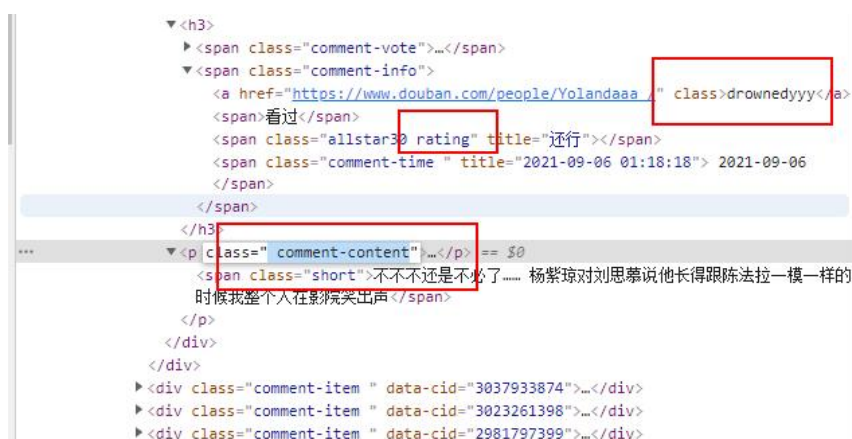 ▼<h3>
▶<span class="comment-vote">…</span>
▼<span class="comment-info">
<a href="https://www.douban.com/people/Yolandaaa_/" class>drownedyyy</a>
<span>看过</span>
<span class="allstar30 rating" title="还行"></span>
<span class="comment-time " title="2021-09-06 01:18:18"> 2021-09-06
</span>
</span>
</h3>
… ▼<p class=" comment-content">…</p> == $0
<span class="short">不不不还是不必了…… 杨紫琼对刘思慕说他长得跟陈法拉一模一样的
时候我整个人在影院笑出声</span>
</p>
</div>
</div>
▶<div class="comment-item " data-cid="3037933874">…</div>
▶<div class="comment-item " data-cid="3023261398">…</div>
▶<div class="comment-item " data-cid="2981797399">…</div>